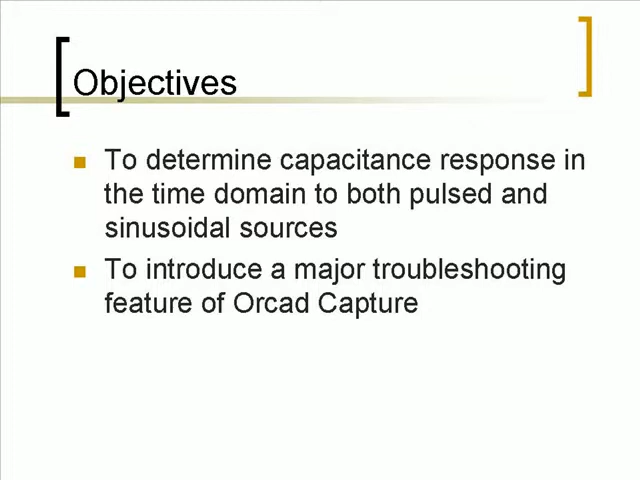 Objectives
To determine capacitance response in
the time domain to both pulsed and
sinusoidal sources
To introduce a major troubleshooting
feature of Orcad Capture